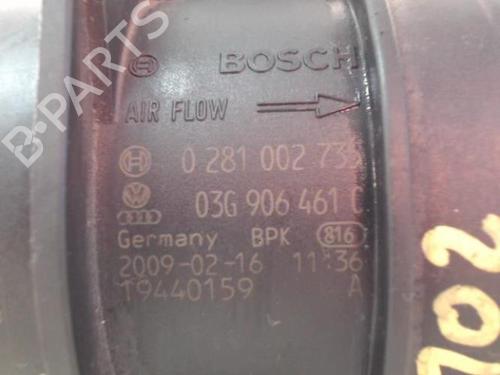 BOSCH
AIR FLOW
0 281 002 735
03G 906 461 C
Germany BPK 816
2009-02-16 11:36
T9440159 A
B-PARTS